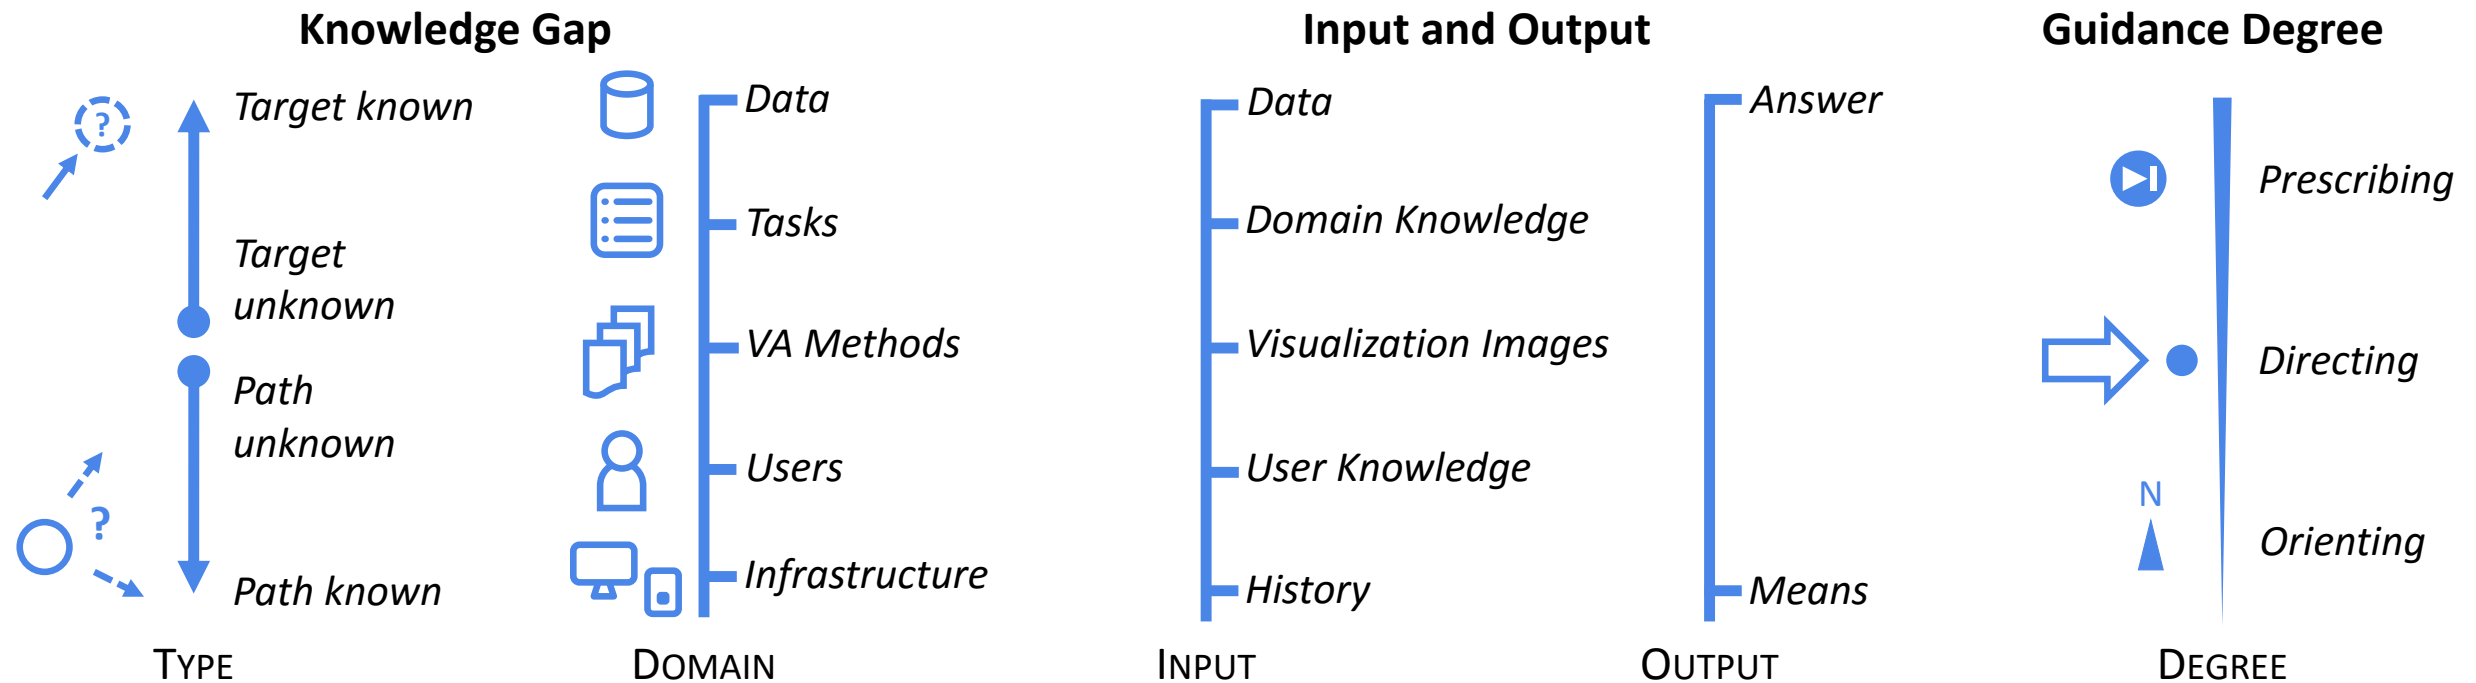 Knowledge Gap
Input and Output
Guidance Degree
?
Target known
Target
unknown
Path
unknown
?
Path known
TYPE
Data
Tasks
VA Methods
Users
Infrastructure
DOMAIN
Data
Domain Knowledge
Visualization Images
User Knowledge
History
INPUT
Answer
Means
OUTPUT
Prescribing
Directing
N
Orienting
DEGREE